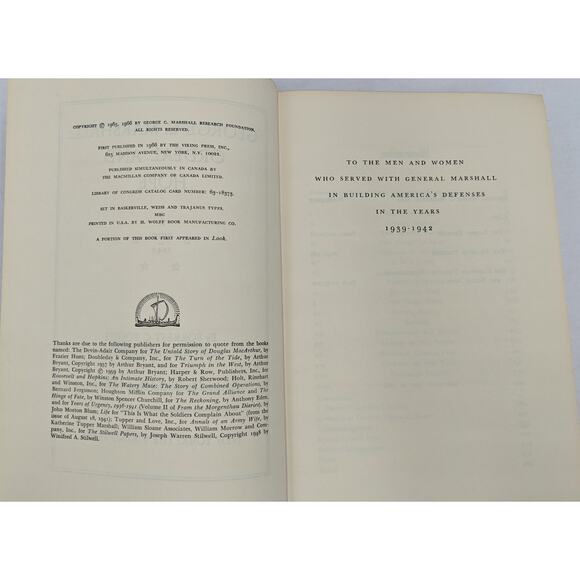 COPYRIGHT © 1965, 1966 BY GEORGE C. MARSHALL RESEARCH FOUNDATION.
ALL RIGHTS RESERVED.
FIRST PUBLISHED IN 1966 BY THE VIKING PRESS, INC.,
625 MADISON AVENUE, NEW YORK, N.Y. 10022.
PUBLISHED SIMULTANEOUSLY IN CANADA BY
THE MACMILLAN COMPANY OF CANADA LIMITED.
LIBRARY OF CONGRESS CATALOG CARD NUMBER: 63-18373.
SET IN BASKERVILLE, WEISS AND TRAJANUS TYPES,
MBG
PRINTED IN U.S.A. BY H. WOLFF BOOK MANUFACTURING CO.
A PORTION OF THIS BOOK FIRST APPEARED IN Look.
Thanks are due to the following publishers for permission to quote from the books
named: The Devin-Adair Company for The Untold Story of Douglas MacArthur, by
Frazier Hunt; Doubleday & Company, Inc., for The Turn of the Tide, by Arthur
Bryant, Copyright 1957 by Arthur Bryant, and for Triumph in the West, by Arthur
Bryant, Copyright © 1959 by Arthur Bryant; Harper & Row, Publishers, Inc., for
Roosevelt and Hopkins: An Intimate History, by Robert Sherwood; Holt, Rinehart
and Winston, Inc., for The Watery Maze: The Story of Combined Operations, by
Bernard Fergusson; Houghton Mifflin Company for The Grand Alliance and The
Hinge of Fate, by Winston Spencer Churchill, for The Reckoning, by Anthony Eden,
and for Years of Urgency, 1938-1941 (Volume II of From the Morgenthau Diaries), by
John Morton Blum; Life for "This Is What the Soldiers Complain About" (from the
issue of August 18, 1941); Tupper and Love, Inc., for Annals of an Army Wife, by
Katherine Tupper Marshall; William Sloane Associates, William Morrow and Com-
pany, Inc., for The Stilwell Papers, by Joseph Warren Stilwell, Copyright 1948 by
Winifred A. Stilwell.
TO THE MEN AND WOMEN
WHO SERVED WITH GENERAL MARSHALL
IN BUILDING AMERICA'S DEFENSES
IN THE YEARS
1939-1942